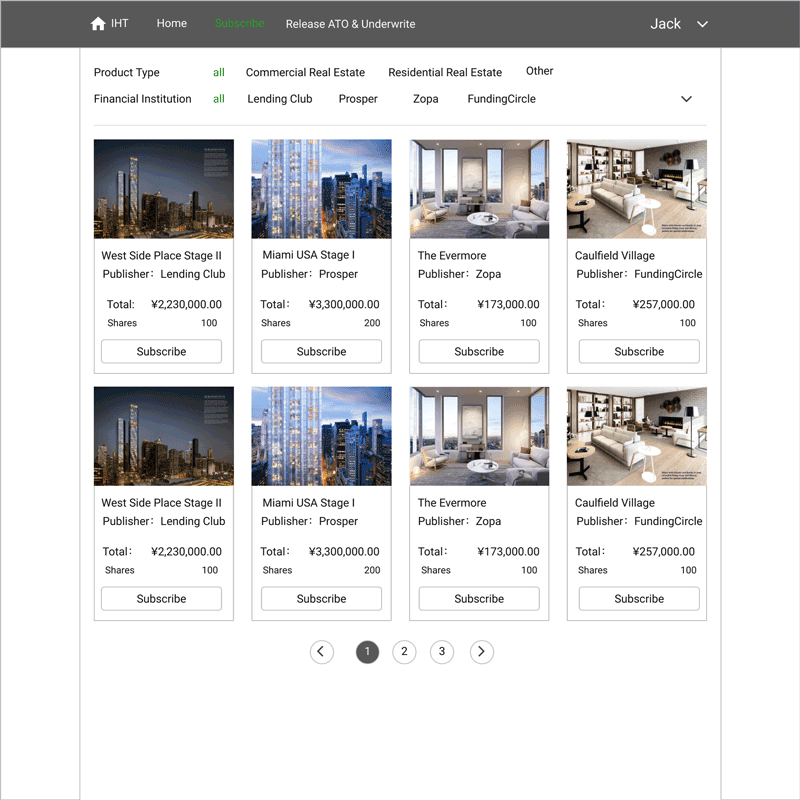 IHT Home Subscribe Release ATO & Underwrite Jack
Product Type all Commercial Real Estate Residential Real Estate Other
Financial Institution all Lending Club Prosper Zopa FundingCircle
West Side Place Stage II
Publisher: Lending Club
Total: ¥2,230,000.00
Shares 100
Subscribe
Miami USA Stage I
Publisher: Prosper
Total: ¥3,300,000.00
Shares 200
Subscribe
The Evermore
Publisher: Zopa
Total: ¥173,000.00
Shares 100
Subscribe
Caulfield Village
Publisher: FundingCircle
Total: ¥257,000.00
Shares 100
Subscribe
West Side Place Stage II
Publisher: Lending Club
Total: ¥2,230,000.00
Shares 100
Subscribe
Miami USA Stage I
Publisher: Prosper
Total: ¥3,300,000.00
Shares 200
Subscribe
The Evermore
Publisher: Zopa
Total: ¥173,000.00
Shares 100
Subscribe
Caulfield Village
Publisher: FundingCircle
Total: ¥257,000.00
Shares 100
Subscribe
1 2 3